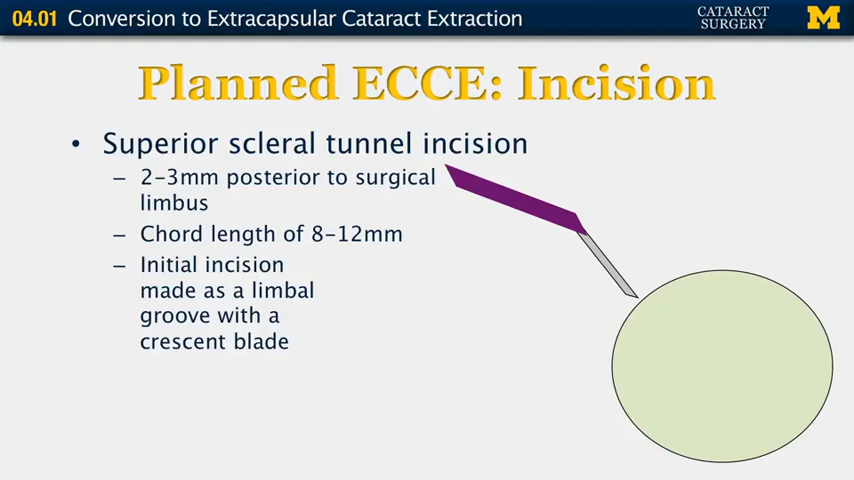 04.01 Conversion to Extracapsular Cataract Extraction
CATARACT
SURGERY
M
Planned ECCE: Incision
• Superior scleral tunnel incision
– 2-3mm posterior to surgical
limbus
– Chord length of 8-12mm
– Initial incision
made as a limbal
groove with a
crescent blade